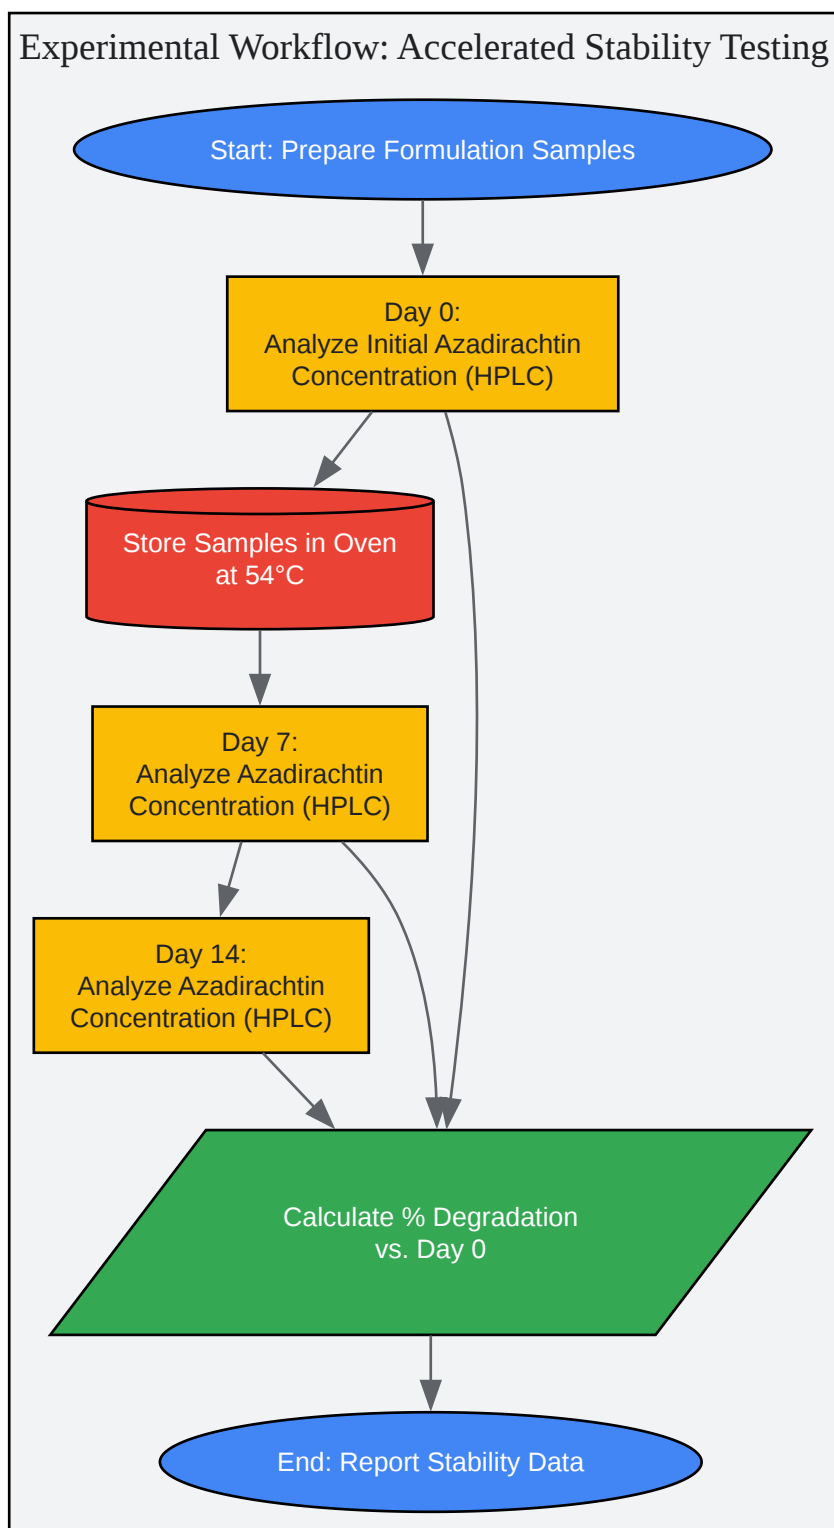 Experimental Workflow: Accelerated Stability Testing
Start: Prepare Formulation Samples
Day 0:
Analyze Initial Azadirachtin
Concentration (HPLC)
Store Samples in Oven
at 54°C
Day 7:
Analyze Azadirachtin
Concentration (HPLC)
Day 14:
Analyze Azadirachtin
Concentration (HPLC)
Calculate % Degradation
vs. Day 0
End: Report Stability Data